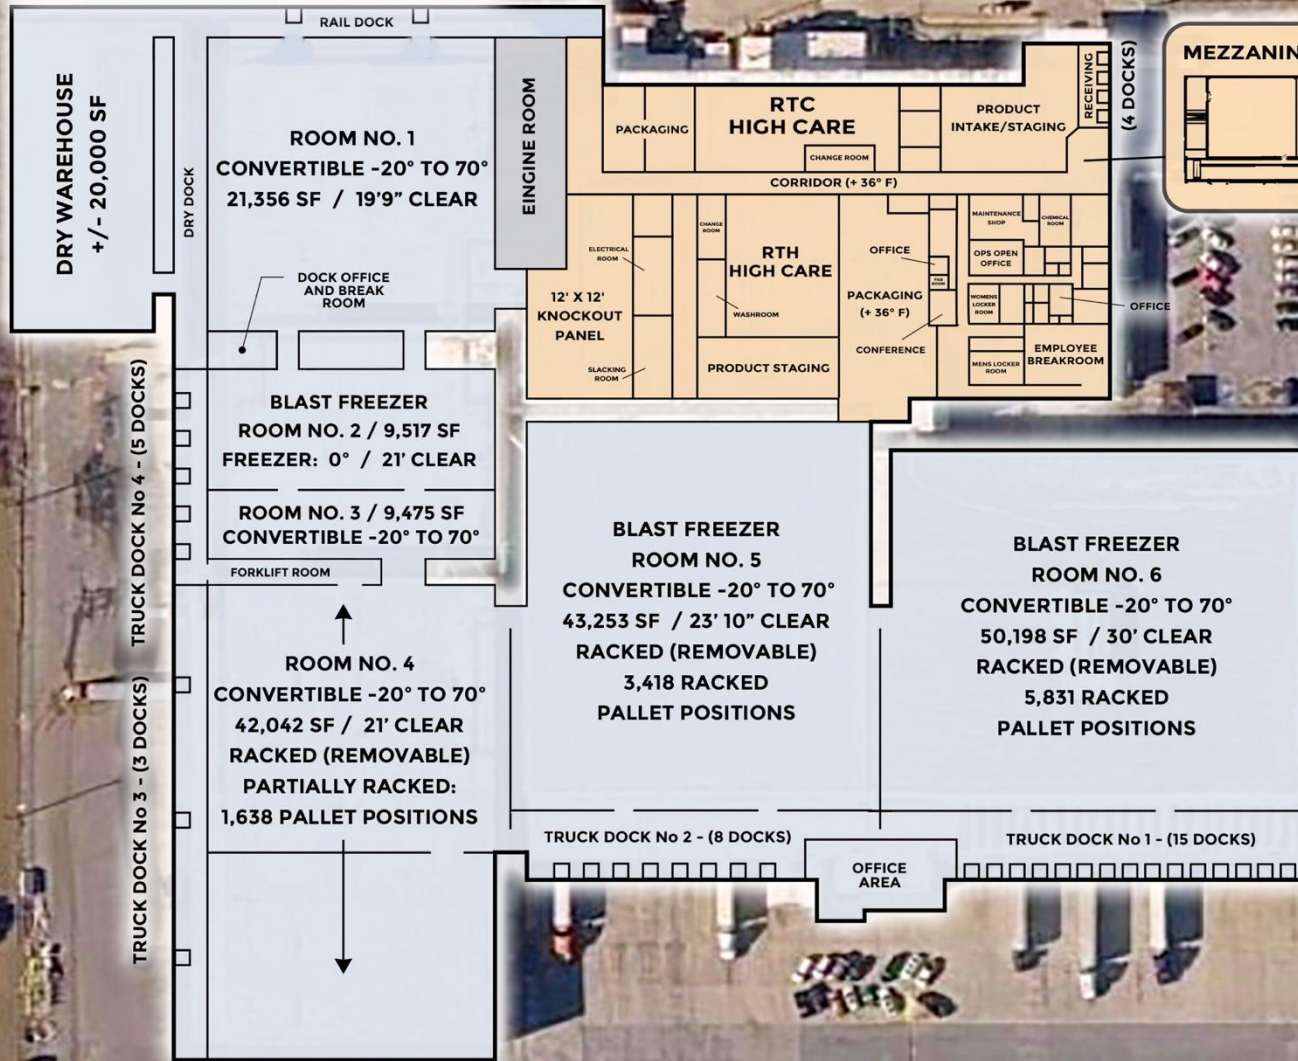 RAIL DOCK
DRY WAREHOUSE
+/- 20,000 SF
DRY DOCK
ROOM NO. 1
CONVERTIBLE -20° TO 70°
21,356 SF / 19'9" CLEAR
EINGINE ROOM
DOCK OFFICE
AND BREAK
ROOM
PACKAGING
RTC
HIGH CARE
CHANGE ROOM
PRODUCT
INTAKE/STAGING
RECEIVING
(4 DOCKS)
MEZZANIN
CORRIDOR (+ 36° F)
ELECTRICAL
ROOM
12' X 12'
KNOCKOUT
PANEL
SLACKING
ROOM
CHANGE
ROOM
RTH
HIGH CARE
WASHROOM
PRODUCT STAGING
OFFICE
PACKAGING
(+ 36° F)
CONFERENCE
MAINTENANCE
SHOP
CHEMICAL
ROOM
OPS OPEN
OFFICE
WOMENS
LOCKER
ROOM
OFFICE
MENS LOCKER
ROOM
EMPLOYEE
BREAKROOM
TRUCK DOCK No 4 - (5 DOCKS)
BLAST FREEZER
ROOM NO. 2 / 9,517 SF
FREEZER: 0° / 21' CLEAR
ROOM NO. 3 / 9,475 SF
CONVERTIBLE -20° TO 70°
FORKLIFT ROOM
TRUCK DOCK No 3 - (3 DOCKS)
ROOM NO. 4
CONVERTIBLE -20° TO 70°
42,042 SF / 21' CLEAR
RACKED (REMOVABLE)
PARTIALLY RACKED:
1,638 PALLET POSITIONS
BLAST FREEZER
ROOM NO. 5
CONVERTIBLE -20° TO 70°
43,253 SF / 23' 10" CLEAR
RACKED (REMOVABLE)
3,418 RACKED
PALLET POSITIONS
BLAST FREEZER
ROOM NO. 6
CONVERTIBLE -20° TO 70°
50,198 SF / 30' CLEAR
RACKED (REMOVABLE)
5,831 RACKED
PALLET POSITIONS
TRUCK DOCK No 2 - (8 DOCKS)
OFFICE
AREA
TRUCK DOCK No 1 - (15 DOCKS)